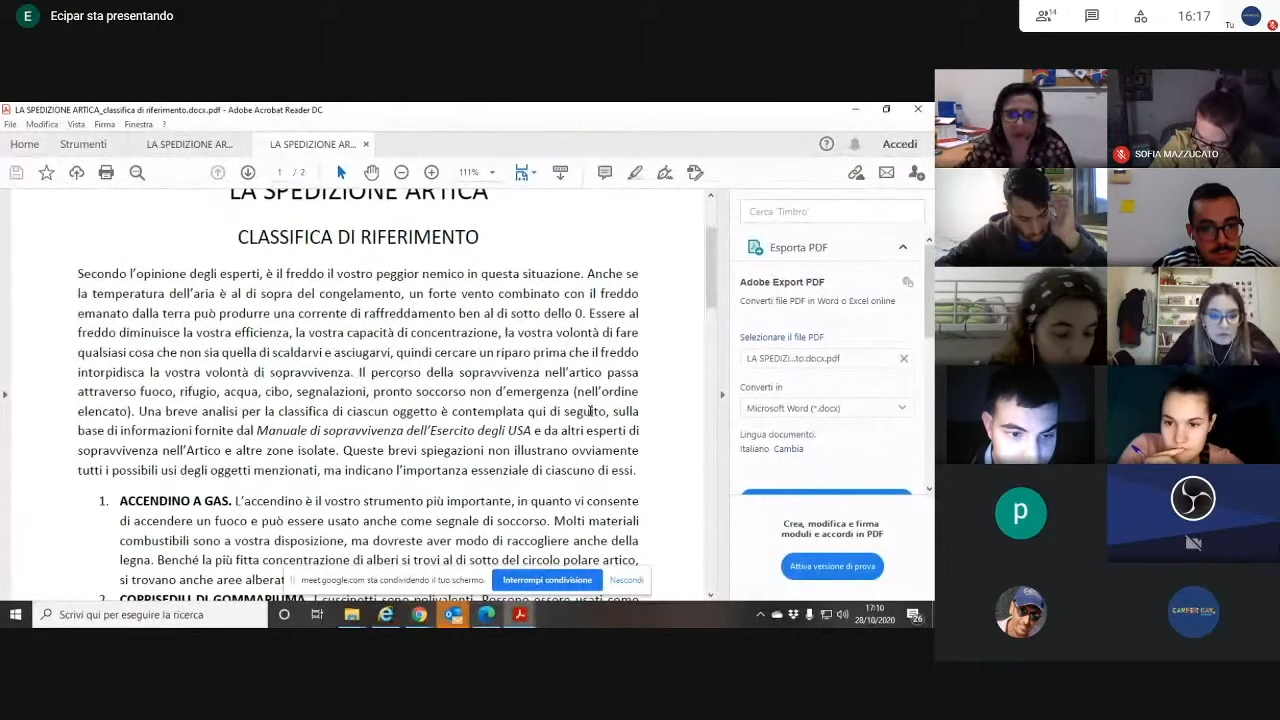 E Ecipar sta presentando
14
16:17
Tu
LA SPEDIZIONE ARTICA_classifica di riferimento.docx.pdf - Adobe Acrobat Reader DC
File Modifica Vista Firma Finestra ?
Home Strumenti LA SPEDIZIONE AR... LA SPEDIZIONE AR... × Accedi
1 / 2 111%
LA SPEDIZIONE ARTICA
CLASSIFICA DI RIFERIMENTO
Secondo l'opinione degli esperti, è il freddo il vostro peggior nemico in questa situazione. Anche se
la temperatura dell'aria è al di sopra del congelamento, un forte vento combinato con il freddo
emanato dalla terra può produrre una corrente di raffreddamento ben al di sotto dello 0. Essere al
freddo diminuisce la vostra efficienza, la vostra capacità di concentrazione, la vostra volontà di fare
qualsiasi cosa che non sia quella di scaldarvi e asciugarvi, quindi cercare un riparo prima che il freddo
intorpidisca la vostra volontà di sopravvivenza. Il percorso della sopravvivenza nell'artico passa
attraverso fuoco, rifugio, acqua, cibo, segnalazioni, pronto soccorso non d'emergenza (nell'ordine
elencato). Una breve analisi per la classifica di ciascun oggetto è contemplata qui di seguito, sulla
base di informazioni fornite dal Manuale di sopravvivenza dell'Esercito degli USA e da altri esperti di
sopravvivenza nell'Artico e altre zone isolate. Queste brevi spiegazioni non illustrano ovviamente
tutti i possibili usi degli oggetti menzionati, ma indicano l'importanza essenziale di ciascuno di essi.
1. ACCENDINO A GAS. L'accendino è il vostro strumento più importante, in quanto vi consente
di accendere un fuoco e può essere usato anche come segnale di soccorso. Molti materiali
combustibili sono a vostra disposizione, ma dovreste aver modo di raccogliere anche della
legna. Benché la più fitta concentrazione di alberi si trovi al di sotto del circolo polare artico,
si trovano anche aree alberat
2. COPRISEDILI DI GOMMAPIUMA. I cuscinetti sono polivalenti. Possono essere usati come
meet.google.com sta condividendo il tuo schermo. Interrompi condivisione Nascondi
Cerca 'Timbro'
Esporta PDF
Adobe Export PDF
Converti file PDF in Word o Excel online
Selezionare il file PDF
LA SPEDIZI...to.docx.pdf ×
Converti in
Microsoft Word (*.docx)
Lingua documento:
Italiano Cambia
Crea, modifica e firma
moduli e accordi in PDF
Attiva versione di prova
Scrivi qui per eseguire la ricerca
17:10
28/10/2020
26
SOFIA MAZZUCATO
p
CAREER DAY